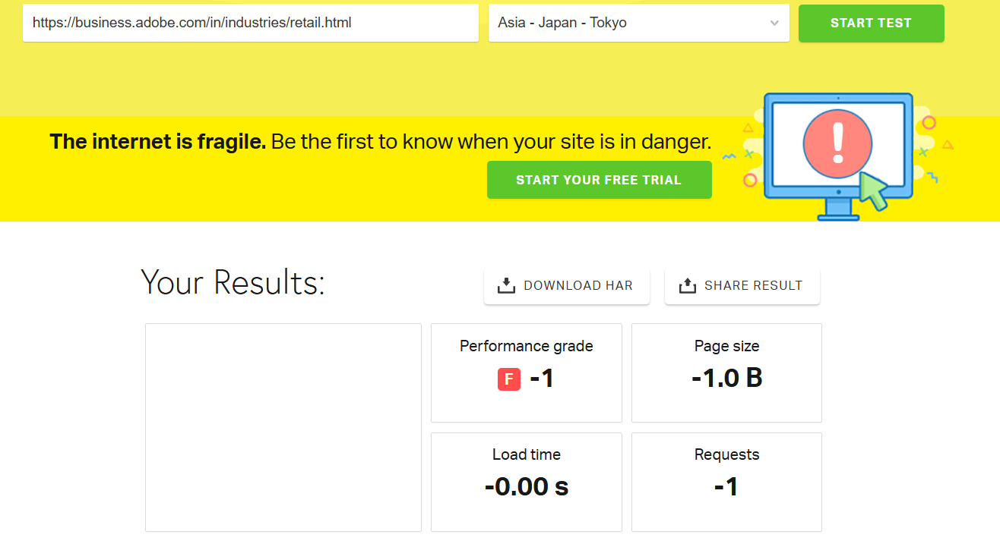 https://business.adobe.com/in/industries/retail.html
Asia - Japan - Tokyo
START TEST
The internet is fragile. Be the first to know when your site is in danger.
START YOUR FREE TRIAL
Your Results:
DOWNLOAD HAR
SHARE RESULT
Performance grade
F -1
Page size
-1.0 B
Load time
-0.00 s
Requests
-1